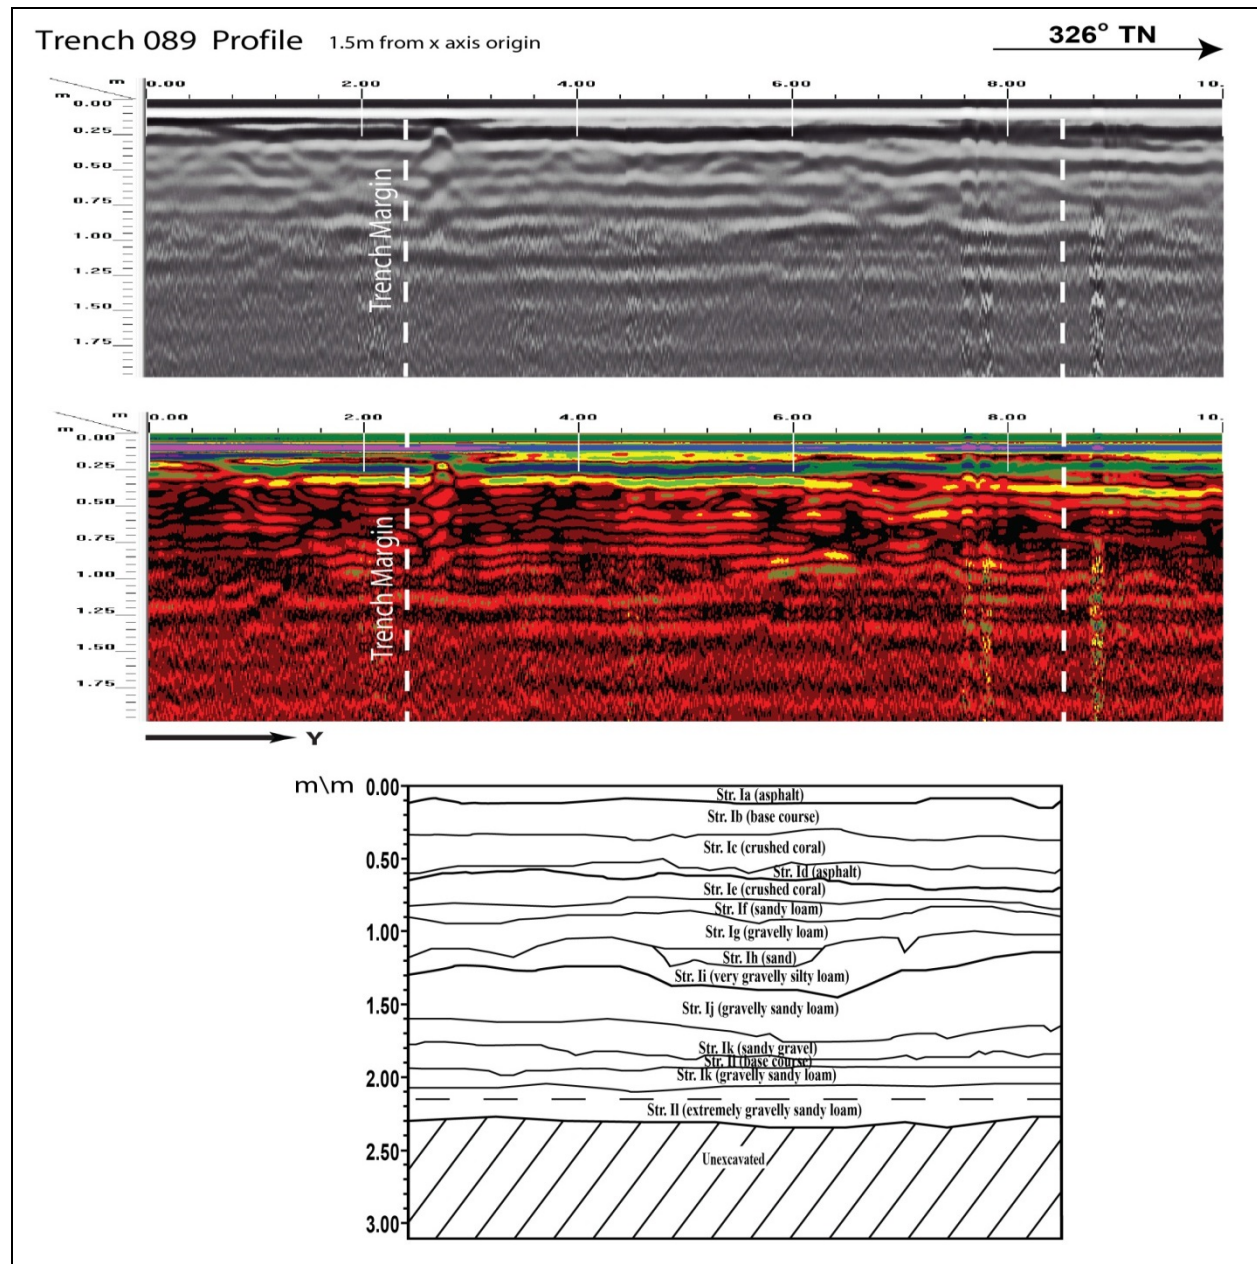 Trench 089 Profile 1.5m from x axis origin
326° TN
m 0.00 2.00 4.00 6.00 8.00 10.
m
0.00
0.25
0.50
0.75
1.00
1.25
1.50
1.75
Trench Margin
m 0.00 2.00 4.00 6.00 8.00 10.
m
0.00
0.25
0.50
0.75
1.00
1.25
1.50
1.75
Trench Margin
Y
m\m 0.00
Str. Ia (asphalt)
Str. Ib (base course)
Str. Ic (crushed coral)
0.50
Str. Id (asphalt)
Str. Ie (crushed coral)
Str. If (sandy loam)
1.00
Str. Ig (gravelly loam)
Str. Ih (sand)
Str. Ii (very gravelly silty loam)
1.50
Str. Ij (gravelly sandy loam)
Str. Ik (sandy gravel)
Str. Il (base course)
2.00
Str. Ik (gravelly sandy loam)
Str. Il (extremely gravelly sandy loam)
2.50
Unexcavated
3.00